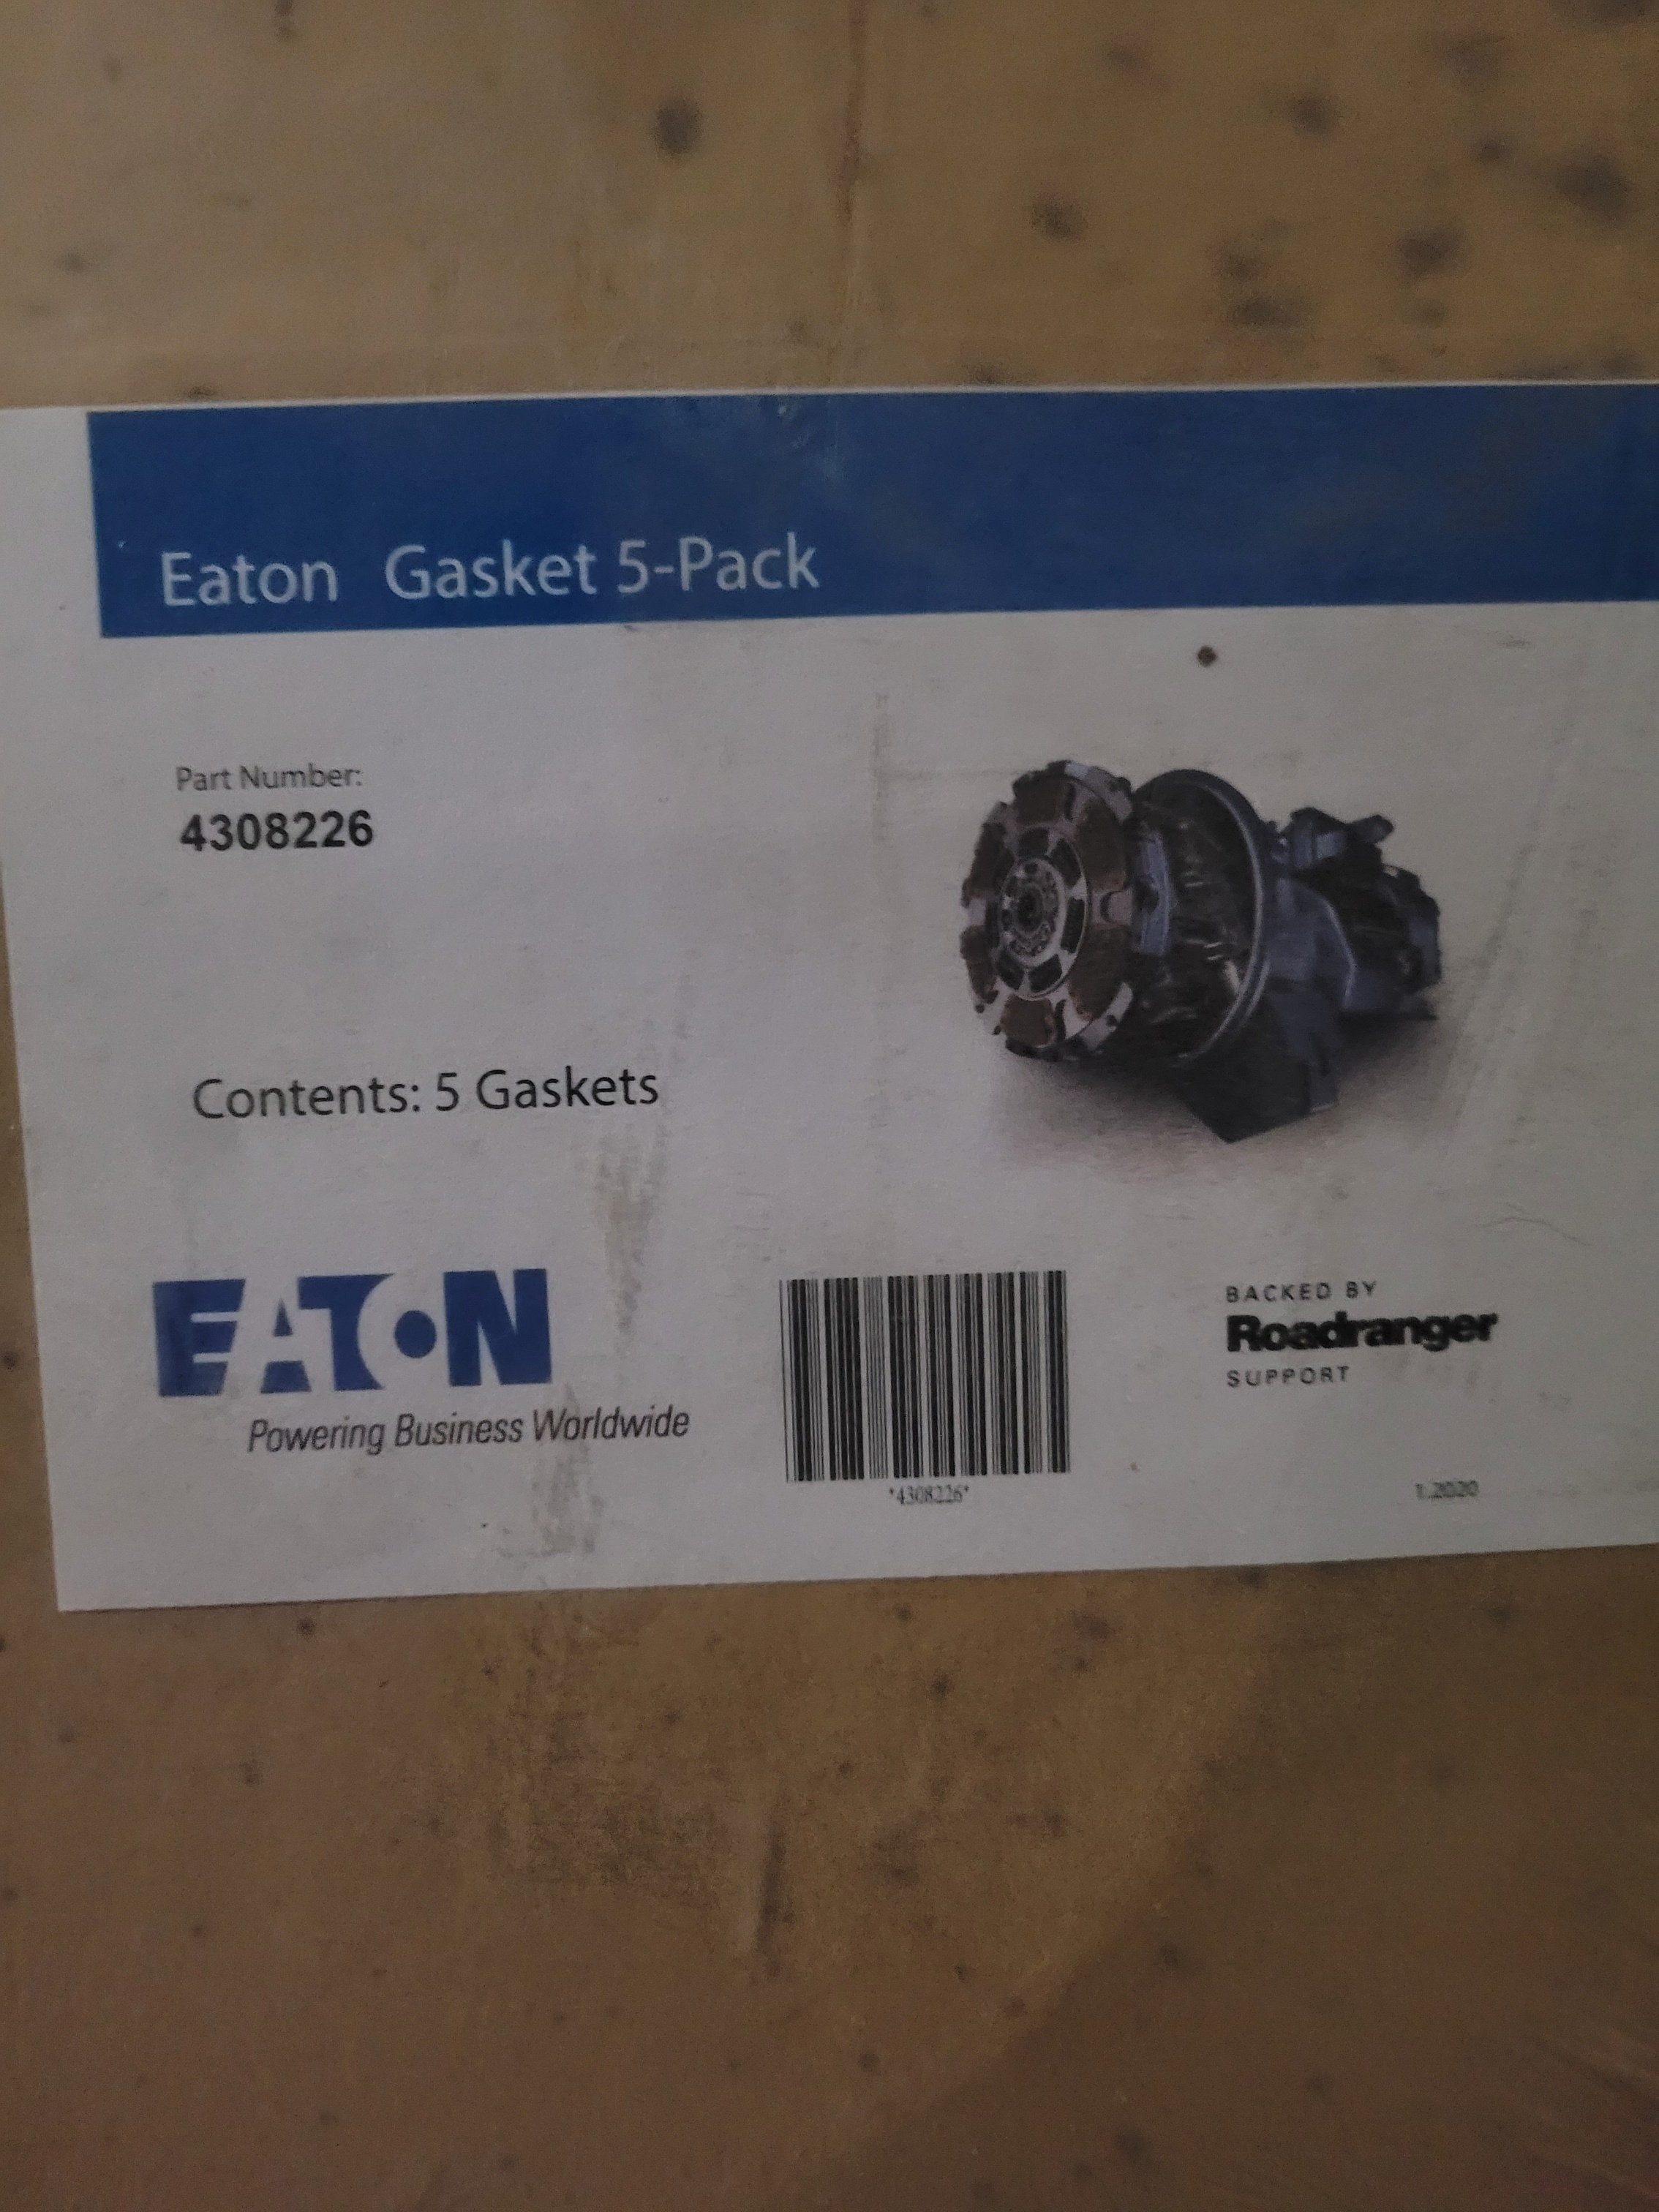 Eaton Gasket 5-Pack
Part Number:
4308226
Contents: 5 Gaskets
EATON
Powering Business Worldwide
*4308226*
BACKED BY
Roadranger
SUPPORT
1.2020